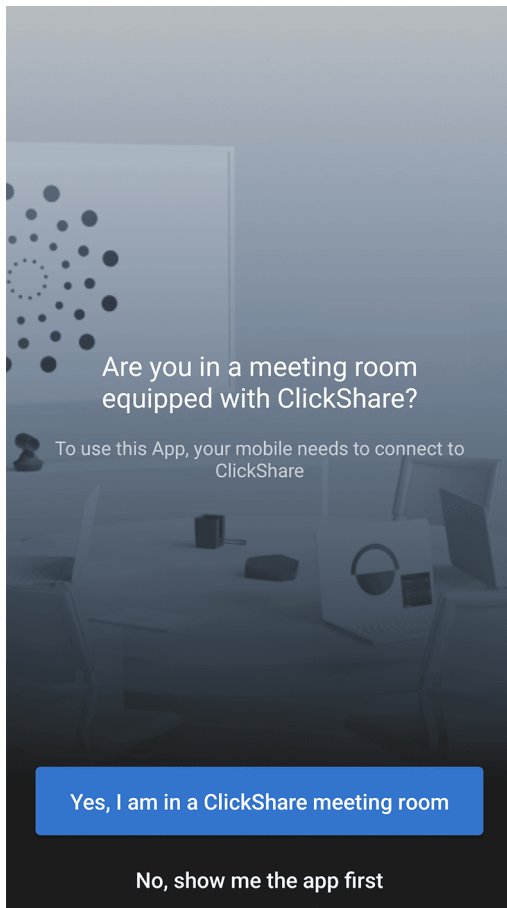 Are you in a meeting room
equipped with ClickShare?
To use this App, your mobile needs to connect to
ClickShare
Yes, I am in a ClickShare meeting room
No, show me the app first